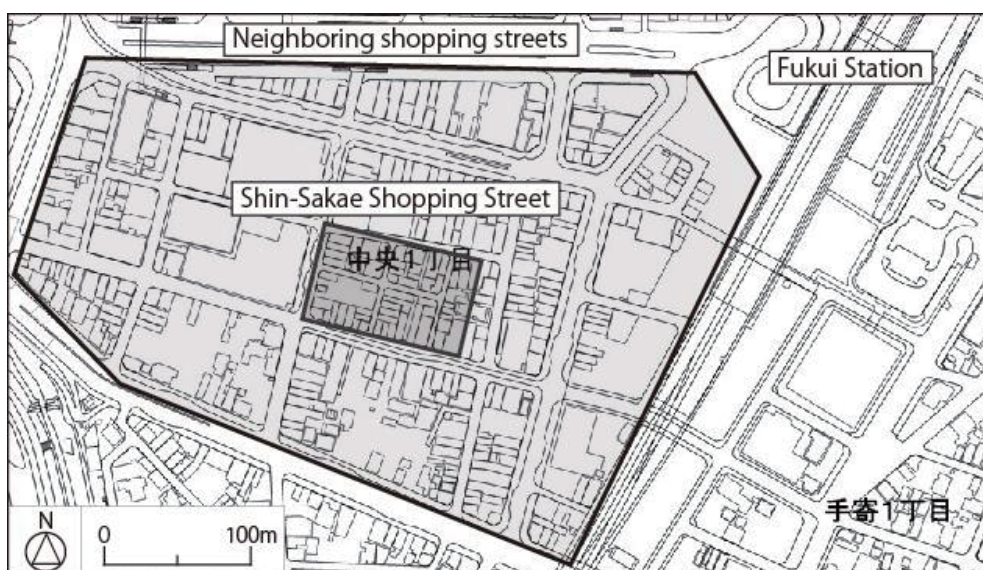 Neighboring shopping streets
Fukui Station
Shin-Sakae Shopping Street
中央1丁目
手寄1丁目
N
0
100m